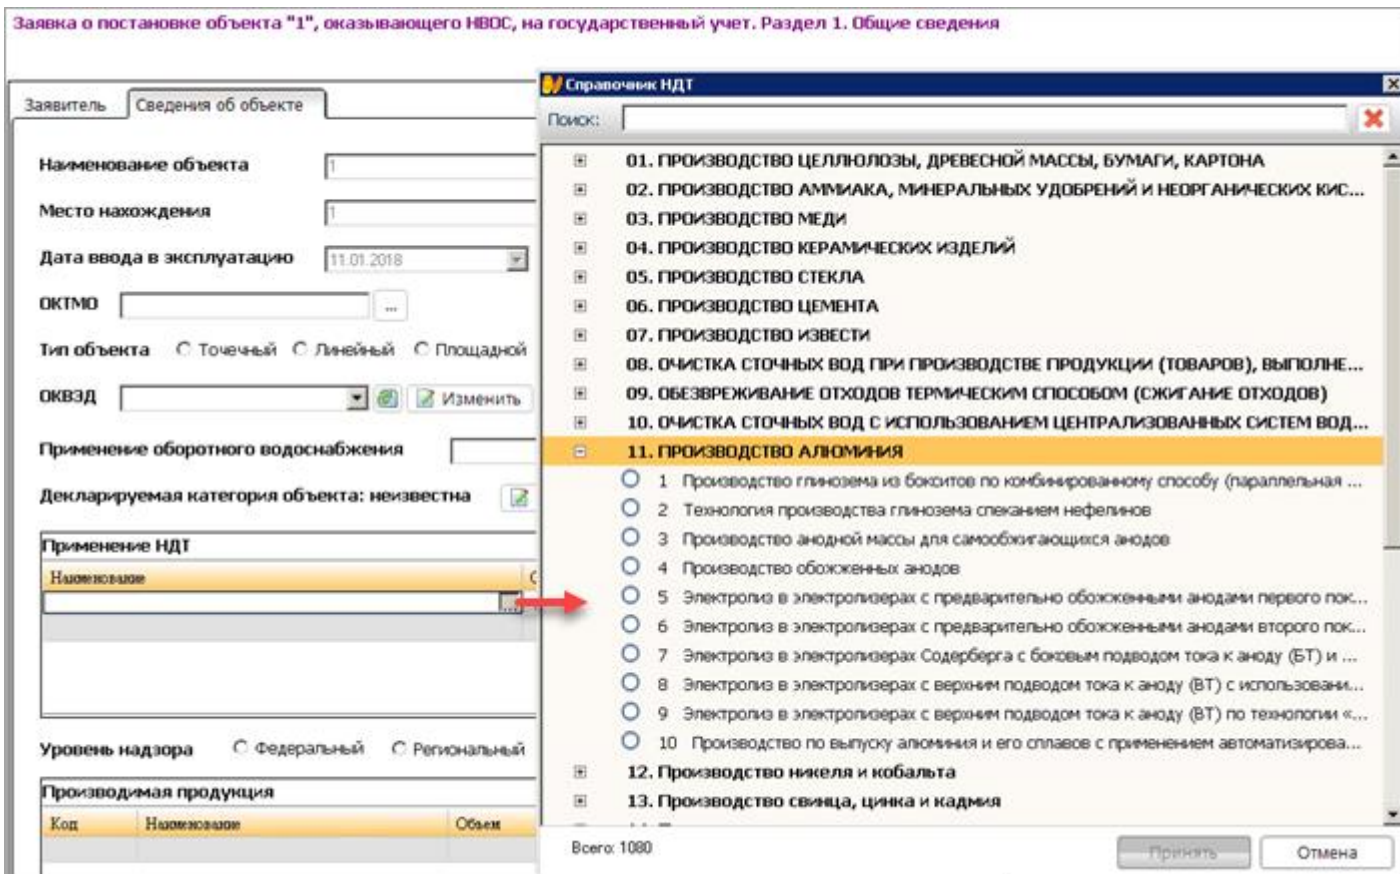 Заявка о постановке объекта "1", оказывающего НВОС, на государственный учет. Раздел 1. Общие сведения
Заявитель
Сведения об объекте
Наименование объекта
1
Место нахождения
1
Дата ввода в эксплуатацию
11.01.2018
ОКТМО
...
Тип объекта
Точечный
Линейный
Площадной
ОКВЭД
Изменить
Применение оборотного водоснабжения
Декларируемая категория объекта: неизвестна
Применение НДТ
Наименование
...
Уровень надзора
Федеральный
Региональный
Производимая продукция
Код
Наименование
Объем
Справочник НДТ
Поиск:
01. ПРОИЗВОДСТВО ЦЕЛЛЮЛОЗЫ, ДРЕВЕСНОЙ МАССЫ, БУМАГИ, КАРТОНА
02. ПРОИЗВОДСТВО АММИАКА, МИНЕРАЛЬНЫХ УДОБРЕНИЙ И НЕОРГАНИЧЕСКИХ КИС...
03. ПРОИЗВОДСТВО МЕДИ
04. ПРОИЗВОДСТВО КЕРАМИЧЕСКИХ ИЗДЕЛИЙ
05. ПРОИЗВОДСТВО СТЕКЛА
06. ПРОИЗВОДСТВО ЦЕМЕНТА
07. ПРОИЗВОДСТВО ИЗВЕСТИ
08. ОЧИСТКА СТОЧНЫХ ВОД ПРИ ПРОИЗВОДСТВЕ ПРОДУКЦИИ (ТОВАРОВ), ВЫПОЛНЕ...
09. ОБЕЗВРЕЖИВАНИЕ ОТХОДОВ ТЕРМИЧЕСКИМ СПОСОБОМ (СЖИГАНИЕ ОТХОДОВ)
10. ОЧИСТКА СТОЧНЫХ ВОД С ИСПОЛЬЗОВАНИЕМ ЦЕНТРАЛИЗОВАННЫХ СИСТЕМ ВОД...
11. ПРОИЗВОДСТВО АЛЮМИНИЯ
1 Производство глинозема из бокситов по комбинированному способу (параллельная ...
2 Технология производства глинозема спеканием нефелинов
3 Производство анодной массы для самообжигающихся анодов
4 Производство обожженных анодов
5 Электролиз в электролизерах с предварительно обожженными анодами первого пок...
6 Электролиз в электролизерах с предварительно обожженными анодами второго пок...
7 Электролиз в электролизерах Содерберга с боковым подводом тока к аноду (БТ) и ...
8 Электролиз в электролизерах с верхним подводом тока к аноду (ВТ) с использовани...
9 Электролиз в электролизерах с верхним подводом тока к аноду (ВТ) по технологии «...
10 Производство по выпуску алюминия и его сплавов с применением автоматизирова...
12. Производство никеля и кобальта
13. Производство свинца, цинка и кадмия
Всего: 1080
Принять
Отмена